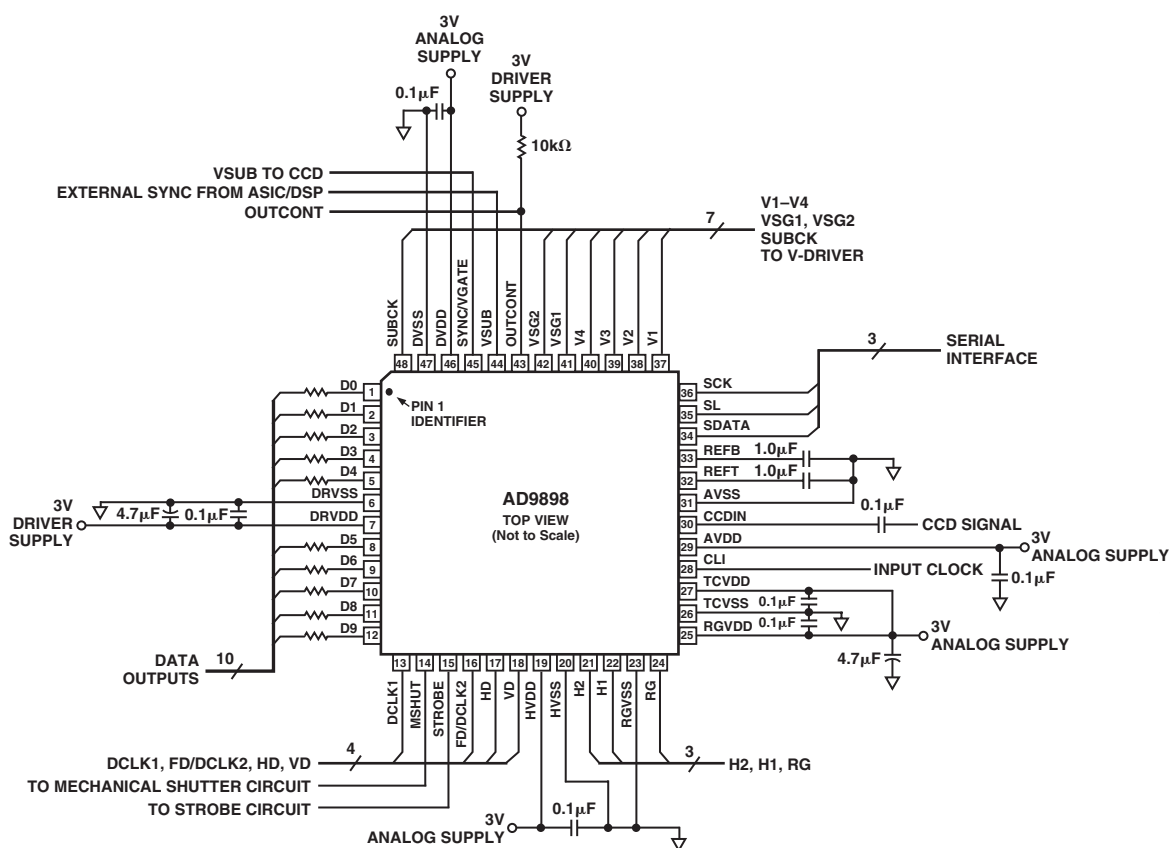 3V
ANALOG
SUPPLY
0.1µF
3V
DRIVER
SUPPLY
10kΩ
VSUB TO CCD
EXTERNAL SYNC FROM ASIC/DSP
OUTCONT
7
V1–V4
VSG1, VSG2
SUBCK
TO V-DRIVER
SUBCK
DVSS
DVDD
SYNC/VGATE
VSUB
OUTCONT
VSG2
VSG1
V4
V3
V2
V1
48 47 46 45 44 43 42 41 40 39 38 37
3
SERIAL
INTERFACE
D0 1
D1 2
D2 3
D3 4
D4 5
DRVSS 6
DRVDD 7
D5 8
D6 9
D7 10
D8 11
D9 12
3V
DRIVER
SUPPLY
4.7µF 0.1µF
DATA
OUTPUTS
10
PIN 1
IDENTIFIER
AD9898
TOP VIEW
(Not to Scale)
36 SCK
35 SL
34 SDATA
33 REFB 1.0µF
32 REFT 1.0µF
31 AVSS
30 CCDIN 0.1µF CCD SIGNAL
29 AVDD
28 CLI INPUT CLOCK
27 TCVDD
26 TCVSS
25 RGVDD
3V
ANALOG SUPPLY
0.1µF
0.1µF
0.1µF
3V
ANALOG SUPPLY
4.7µF
13 14 15 16 17 18 19 20 21 22 23 24
DCLK1
MSHUT
STROBE
FD/DCLK2
HD
VD
HVDD
HVSS
H2
H1
RGVSS
RG
DCLK1, FD/DCLK2, HD, VD
4
TO MECHANICAL SHUTTER CIRCUIT
TO STROBE CIRCUIT
3
H2, H1, RG
3V
ANALOG SUPPLY
0.1µF